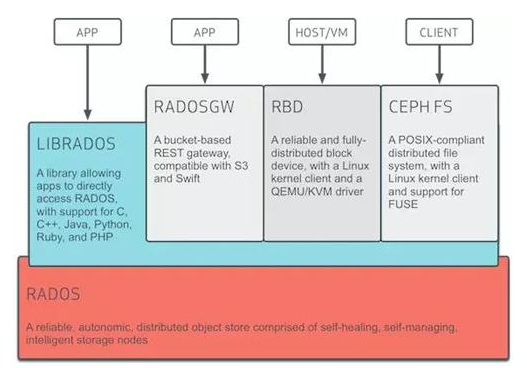 APP
APP
HOST/VM
CLIENT
LIBRADOS
A library allowing
apps to directly
access RADOS,
with support for C,
C++, Java, Python,
Ruby, and PHP
RADOSGW
A bucket-based
REST gateway,
compatible with S3
and Swift
RBD
A reliable and fully-
distributed block
device, with a Linux
kernel client and a
QEMU/KVM driver
CEPH FS
A POSIX-compliant
distributed file
system, with a
Linux kernel client
and support for
FUSE
RADOS
A reliable, autonomic, distributed object store comprised of self-healing, self-managing,
intelligent storage nodes